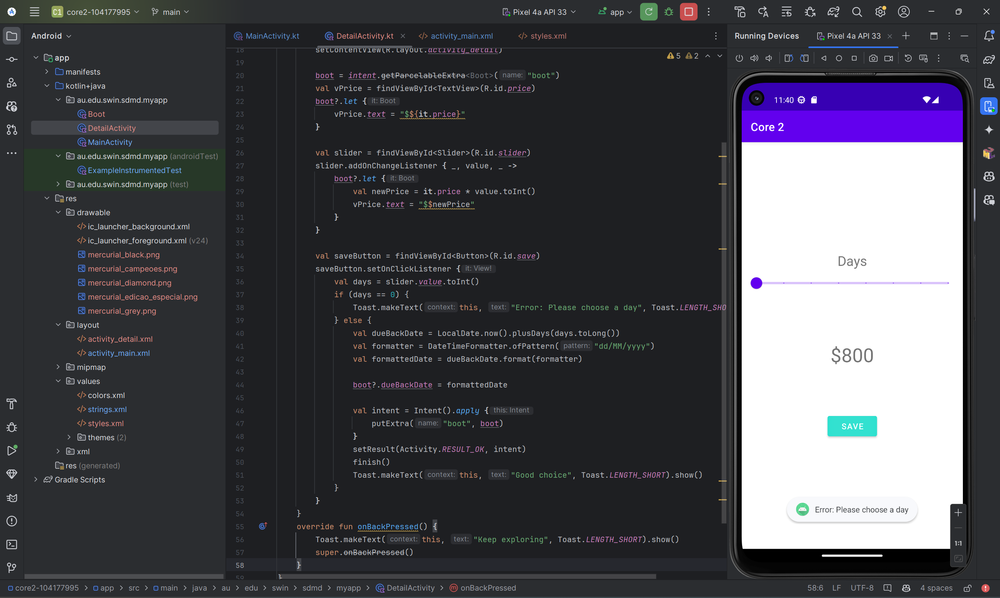 C1 core2-104177995 main Pixel 4a API 33 app
Android
MainActivity.kt DetailActivity.kt activity_main.xml styles.xml
Running Devices Pixel 4a API 33
app
manifests
kotlin+java
au.edu.swin.sdmd.myapp
Boot
DetailActivity
MainActivity
au.edu.swin.sdmd.myapp (androidTest)
ExampleInstrumentedTest
au.edu.swin.sdmd.myapp (test)
res
drawable
ic_launcher_background.xml
ic_launcher_foreground.xml (v24)
mercurial_black.png
mercurial_campeoes.png
mercurial_diamond.png
mercurial_edicao_especial.png
mercurial_grey.png
layout
activity_detail.xml
activity_main.xml
mipmap
values
colors.xml
strings.xml
styles.xml
themes (2)
xml
res (generated)
Gradle Scripts
5 2
18 setContentView(R.layout.activity_detail)
19
20 boot = intent.getParcelableExtra<Boot>( name: "boot")
21 val vPrice = findViewById<TextView>(R.id.price)
22 boot?.let { it: Boot
23 vPrice.text = "$${it.price}"
24 }
25
26 val slider = findViewById<Slider>(R.id.slider)
27 slider.addOnChangeListener { _, value, _ ->
28 boot?.let { it: Boot
29 val newPrice = it.price * value.toInt()
30 vPrice.text = "$$newPrice"
31 }
32 }
33
34 val saveButton = findViewById<Button>(R.id.save)
35 saveButton.setOnClickListener { it: View!
36 val days = slider.value.toInt()
37 if (days == 0) {
38 Toast.makeText( context: this, text: "Error: Please choose a day", Toast.LENGTH_SHO
39 } else {
40 val dueBackDate = LocalDate.now().plusDays(days.toLong())
41 val formatter = DateTimeFormatter.ofPattern( pattern: "dd/MM/yyyy")
42 val formattedDate = dueBackDate.format(formatter)
43
44 boot?.dueBackDate = formattedDate
45
46 val intent = Intent().apply { this: Intent
47 putExtra( name: "boot", boot)
48 }
49 setResult(Activity.RESULT_OK, intent)
50 finish()
51 Toast.makeText( context: this, text: "Good choice", Toast.LENGTH_SHORT).show()
52 }
53 }
54 }
55 override fun onBackPressed() {
56 Toast.makeText( context: this, text: "Keep exploring", Toast.LENGTH_SHORT).show()
57 super.onBackPressed()
58 }
59 }
11:40
Core 2
Days
$800
SAVE
Error: Please choose a day
1:1
core2-104177995 > app > src > main > java > au > edu > swin > sdmd > myapp > DetailActivity > onBackPressed
58:6 LF UTF-8 4 spaces